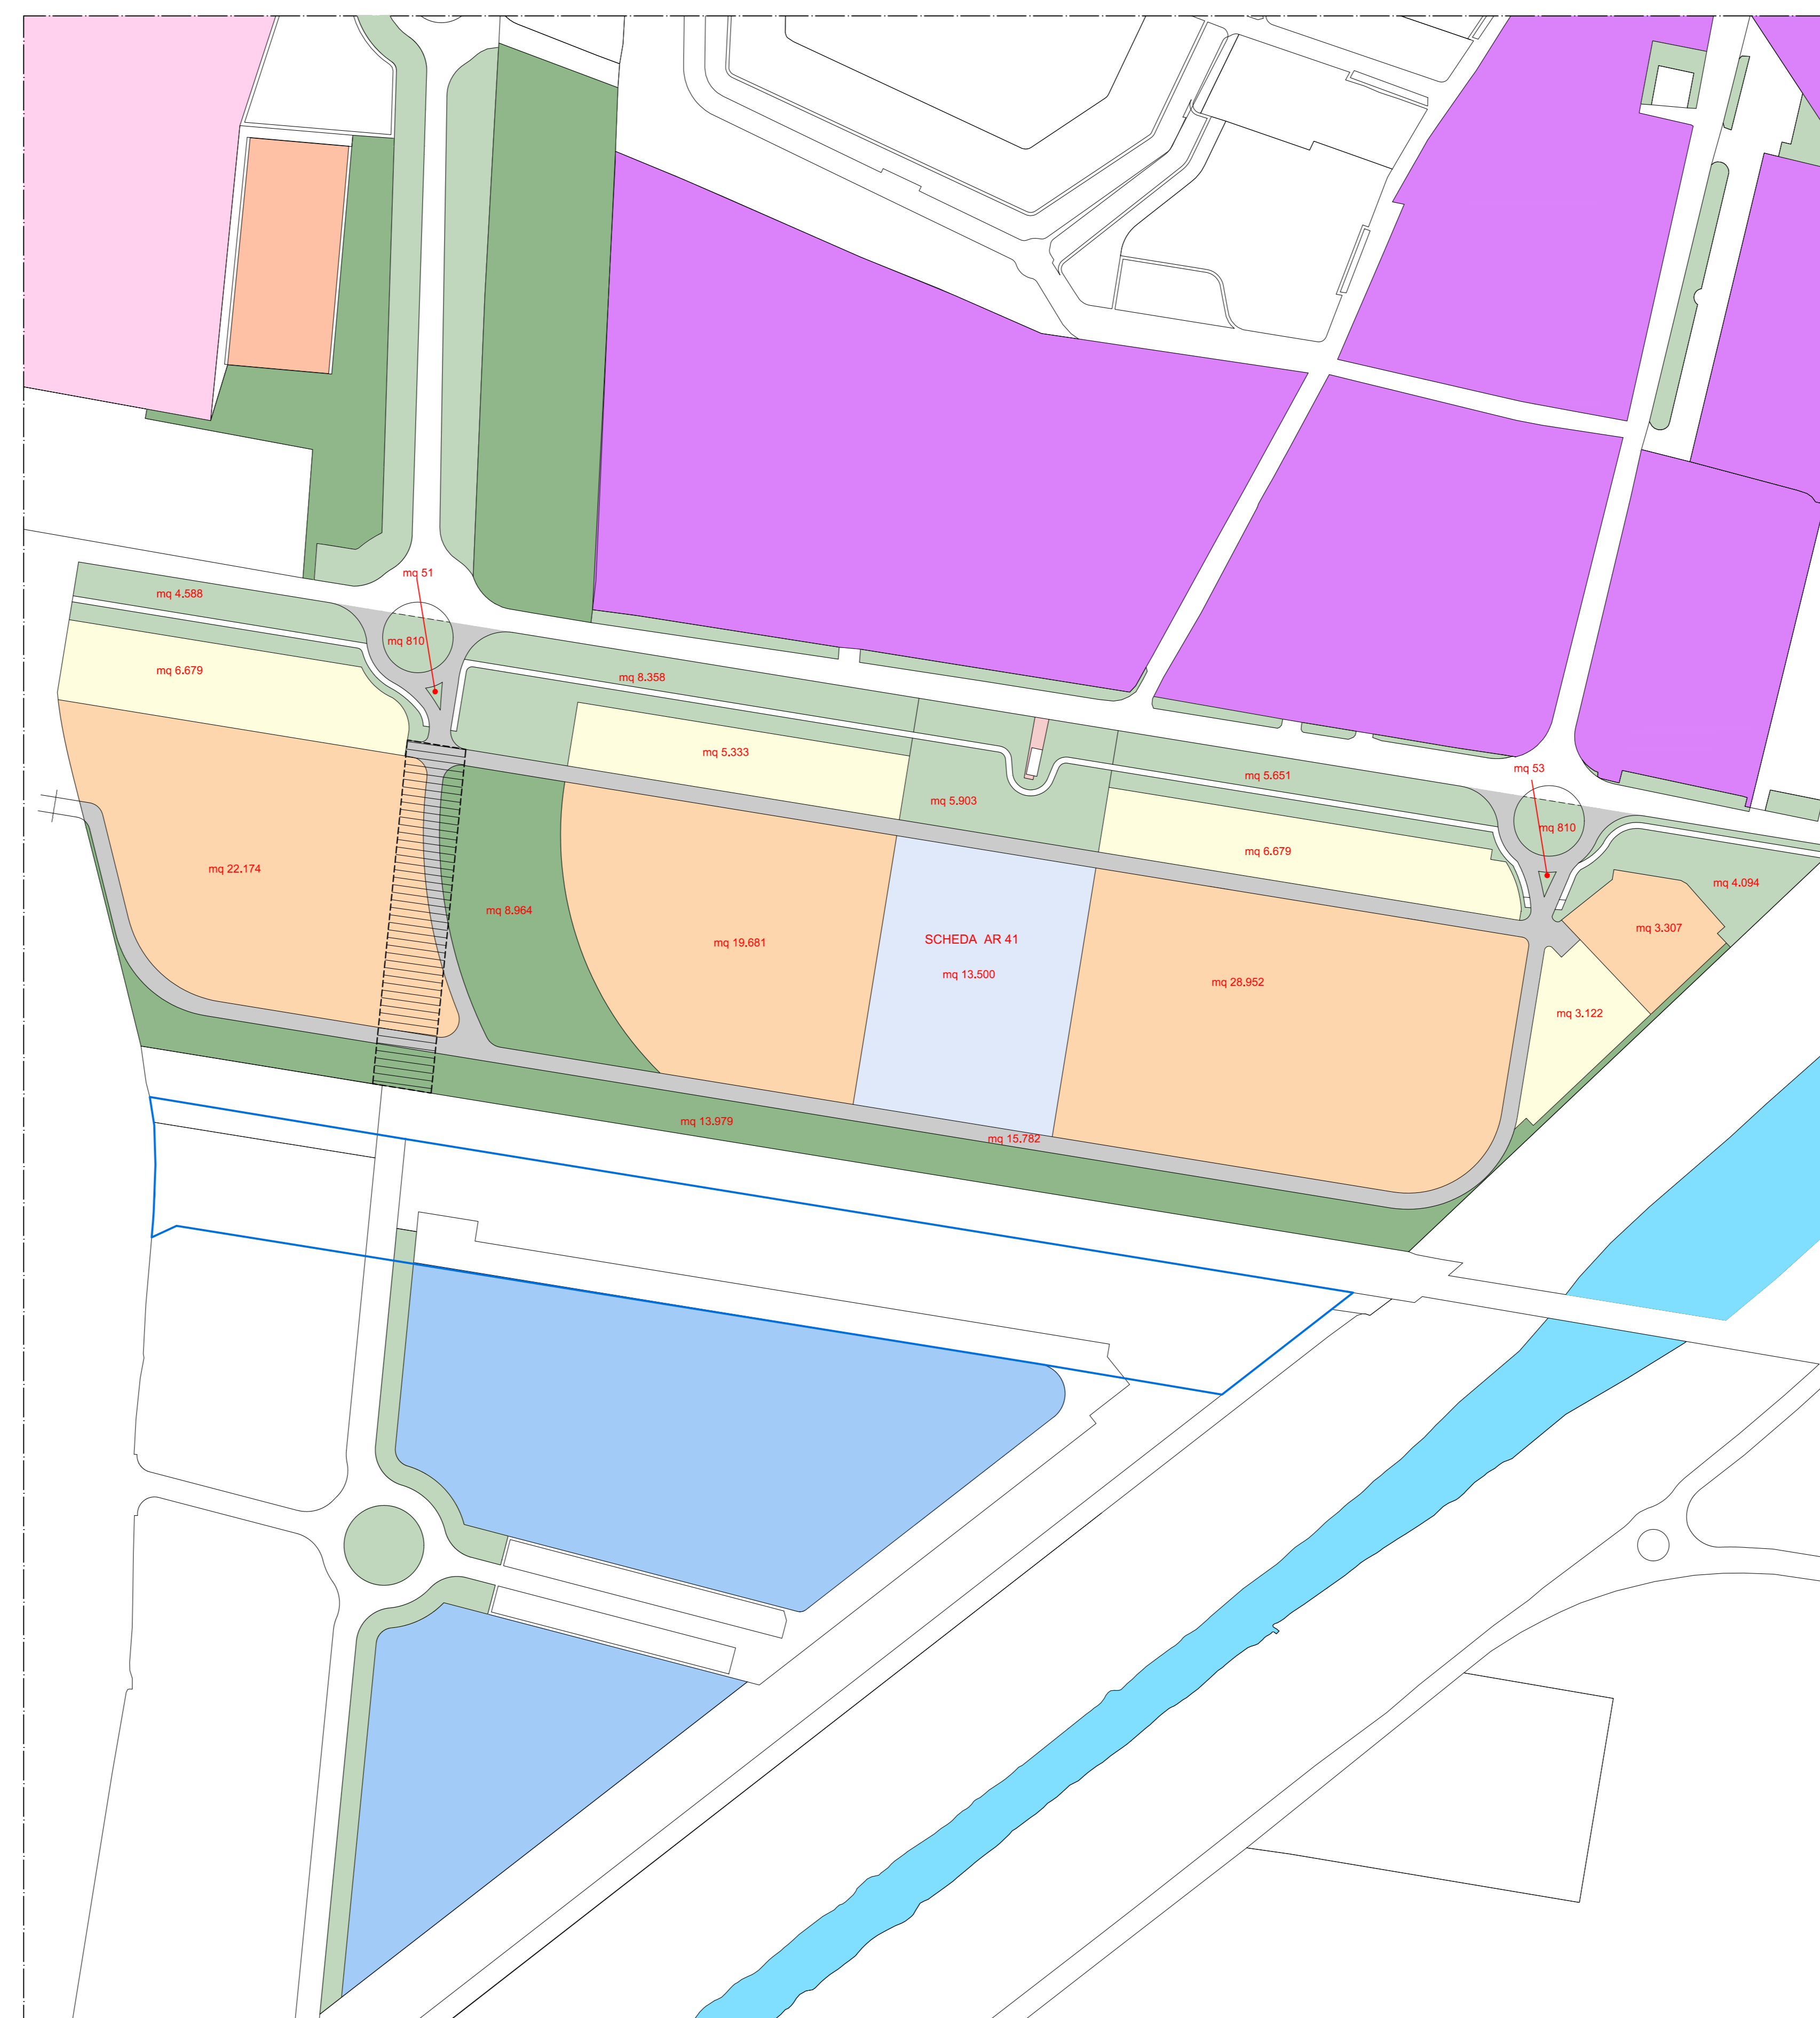 mq 51
mq 4.588
mq 810
mq 6.679
mq 8.358
mq 5.333
mq 53
mq 5.651
mq 5.903
mq 810
mq 6.679
mq 22.174
mq 4.094
mq 8.964
mq 3.307
SCHEDA AR 41
mq 19.681
mq 13.500
mq 28.952
mq 3.122
mq 13.979
mq 15.782